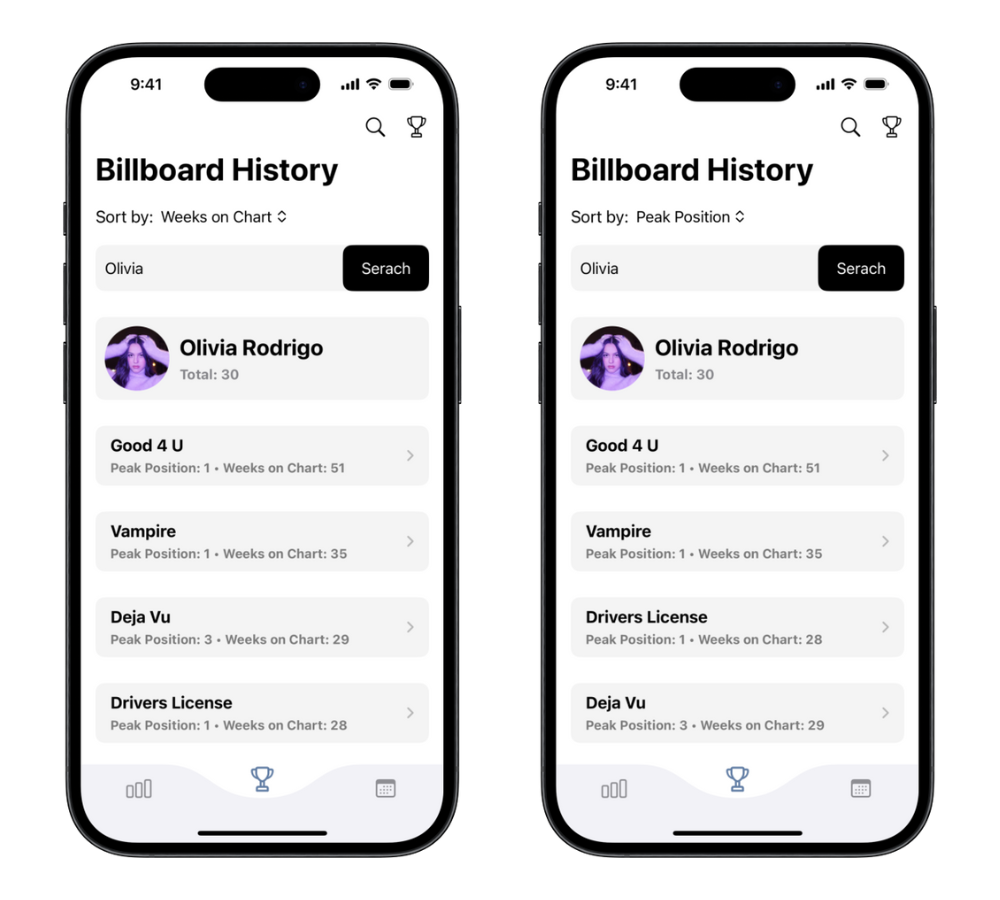 9:41
Billboard History
Sort by: Weeks on Chart
Olivia
Serach
Olivia Rodrigo
Total: 30
Good 4 U
Peak Position: 1 • Weeks on Chart: 51
Vampire
Peak Position: 1 • Weeks on Chart: 35
Deja Vu
Peak Position: 3 • Weeks on Chart: 29
Drivers License
Peak Position: 1 • Weeks on Chart: 28
9:41
Billboard History
Sort by: Peak Position
Olivia
Serach
Olivia Rodrigo
Total: 30
Good 4 U
Peak Position: 1 • Weeks on Chart: 51
Vampire
Peak Position: 1 • Weeks on Chart: 35
Drivers License
Peak Position: 1 • Weeks on Chart: 28
Deja Vu
Peak Position: 3 • Weeks on Chart: 29